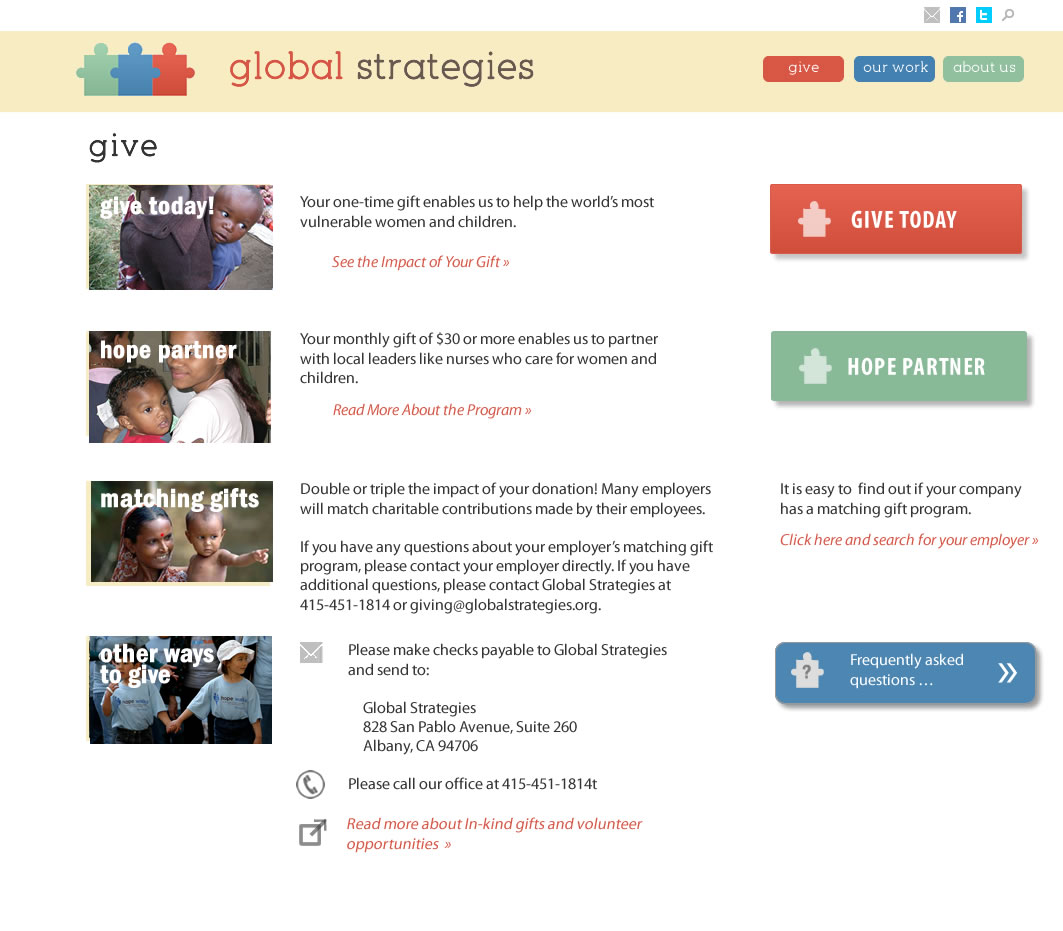 global strategies
give
our work
about us
give
give today!
Your one-time gift enables us to help the world’s most
vulnerable women and children.
See the Impact of Your Gift »
GIVE TODAY
hope partner
Your monthly gift of $30 or more enables us to partner
with local leaders like nurses who care for women and
children.
Read More About the Program »
HOPE PARTNER
matching gifts
Double or triple the impact of your donation! Many employers
will match charitable contributions made by their employees.
If you have any questions about your employer’s matching gift
program, please contact your employer directly. If you have
additional questions, please contact Global Strategies at
415-451-1814 or giving@globalstrategies.org.
It is easy to find out if your company
has a matching gift program.
Click here and search for your employer »
other ways
to give
Please make checks payable to Global Strategies
and send to:
Global Strategies
828 San Pablo Avenue, Suite 260
Albany, CA 94706
Please call our office at 415-451-1814t
Read more about In-kind gifts and volunteer
opportunities »
?
Frequently asked
questions …